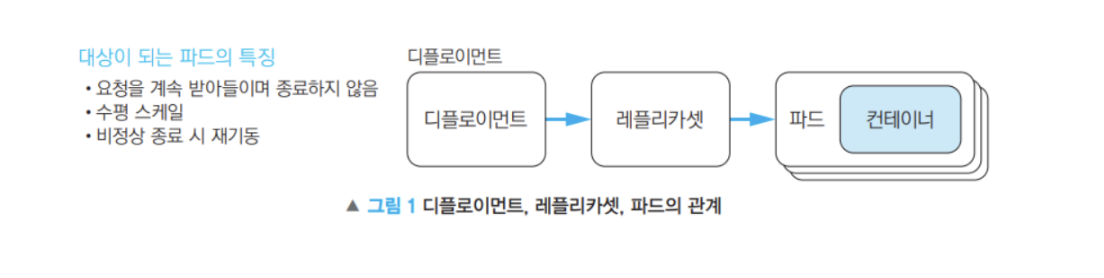 대상이 되는 파드의 특징
• 요청을 계속 받아들이며 종료하지 않음
• 수평 스케일
• 비정상 종료 시 재기동
디플로이먼트
디플로이먼트
레플리카셋
파드
컨테이너
▲ 그림 1 디플로이먼트, 레플리카셋, 파드의 관계